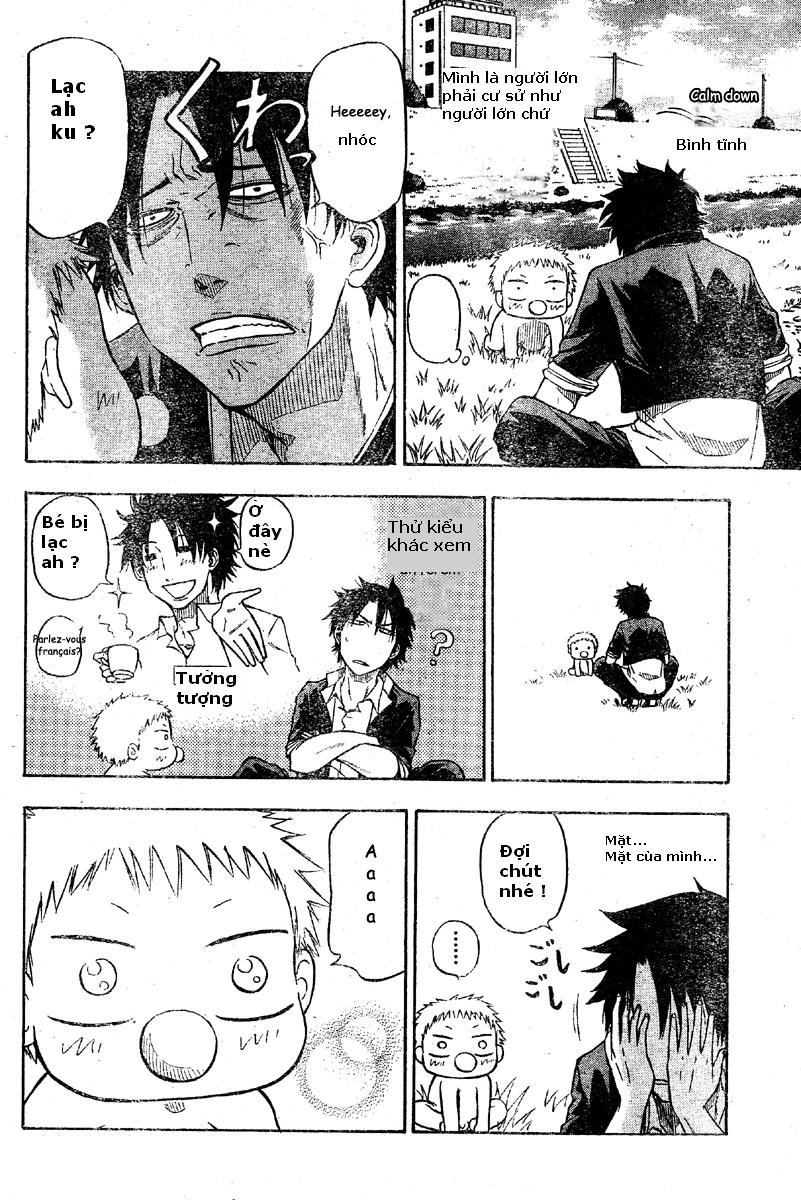 Mình là người lớn
phải cư sử như
người lớn chứ
Calm down
Bình tĩnh
Heeeeey,
nhóc
くわっ
Lạc
ah
ku ?
Thử kiểu
khác xem
Ở
đây
nè
Bé bị
lạc
ah ?
Parlez-vous
français?
Tưởng
tượng
?
Mặt...
Mặt của mình...
Đợi
chút
nhé !
ごしごし
......
A
a
a
a